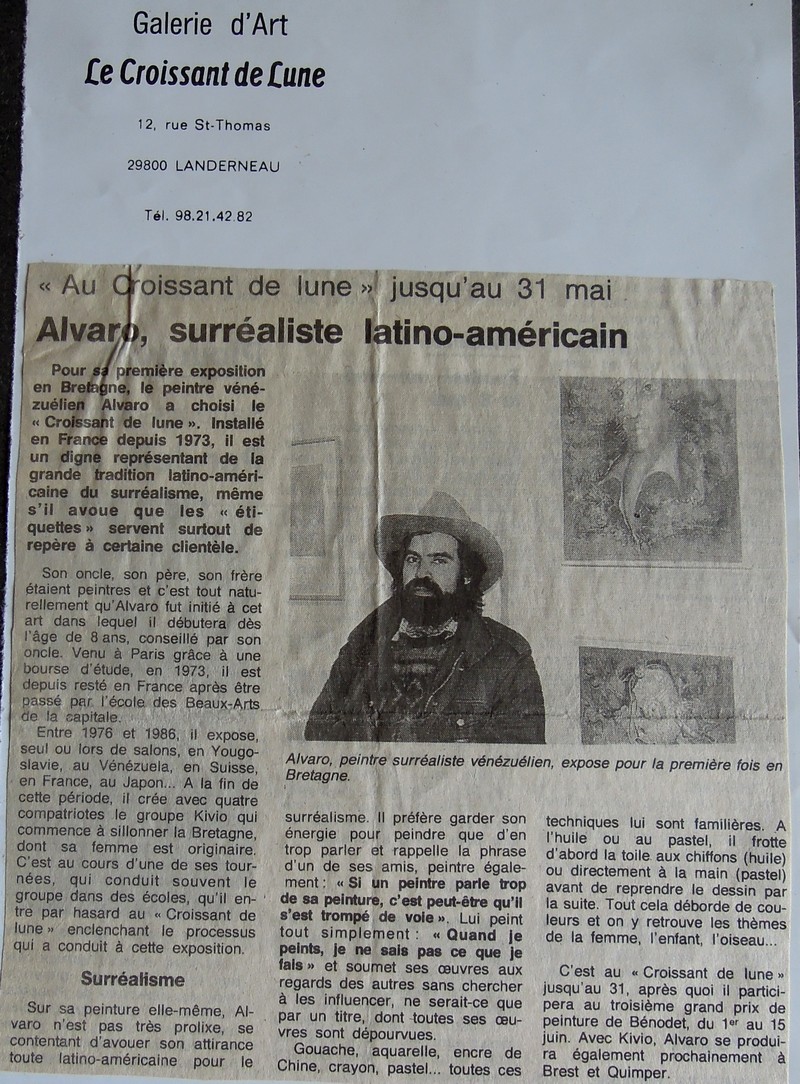 Galerie d'Art
Le Croissant de Lune
12, rue St-Thomas
29800 LANDERNEAU
Tél. 98.21.42.82
« Au Croissant de lune » jusqu'au 31 mai
Alvaro, surréaliste latino-américain
Pour sa première exposition
en Bretagne, le peintre véné-
zuélien Alvaro a choisi le
« Croissant de lune ». Installé
en France depuis 1973, il est
un digne représentant de la
grande tradition latino-améri-
caine du surréalisme, même
s'il avoue que les « éti-
quettes » servent surtout de
repère à certaine clientèle.
Son oncle, son père, son frère
étaient peintres et c'est tout natu-
rellement qu'Alvaro fut initié à cet
art dans lequel il débutera dès
l'âge de 8 ans, conseillé par son
oncle. Venu à Paris grâce à une
bourse d'étude, en 1973, il est
depuis resté en France après être
passé par l'école des Beaux-Arts
de la capitale.
Entre 1976 et 1986, il expose,
seul ou lors de salons, en Yougo-
slavie, au Vénézuela, en Suisse,
en France, au Japon... A la fin de
cette période, il crée avec quatre
compatriotes le groupe Kivio qui
commence à sillonner la Bretagne,
dont sa femme est originaire.
C'est au cours d'une de ses tour-
nées, qui conduit souvent le
groupe dans des écoles, qu'il en-
tre par hasard au « Croissant de
lune » enclenchant le processus
qui a conduit à cette exposition.
Surréalisme
Sur sa peinture elle-même, Al-
varo n'est pas très prolixe, se
contentant d'avouer son attirance
toute latino-américaine pour le
Alvaro, peintre surréaliste vénézuélien, expose pour la première fois en
Bretagne.
surréalisme. Il préfère garder son
énergie pour peindre que d'en
trop parler et rappelle la phrase
d'un de ses amis, peintre égale-
ment : « Si un peintre parle trop
de sa peinture, c'est peut-être qu'il
s'est trompé de voie ». Lui peint
tout simplement : « Quand je
peints, je ne sais pas ce que je
fais » et soumet ses œuvres aux
regards des autres sans chercher
à les influencer, ne serait-ce que
par un titre, dont toutes ses œu-
vres sont dépourvues.
Gouache, aquarelle, encre de
Chine, crayon, pastel... toutes ces
techniques lui sont familières. A
l'huile ou au pastel, il frotte
d'abord la toile aux chiffons (huile)
ou directement à la main (pastel)
avant de reprendre le dessin par
la suite. Tout cela déborde de cou-
leurs et on y retrouve les thèmes
de la femme, l'enfant, l'oiseau...
C'est au « Croissant de lune »
jusqu'au 31, après quoi il partici-
pera au troisième grand prix de
peinture de Bénodet, du 1er au 15
juin. Avec Kivio, Alvaro se produi-
ra également prochainement à
Brest et Quimper.